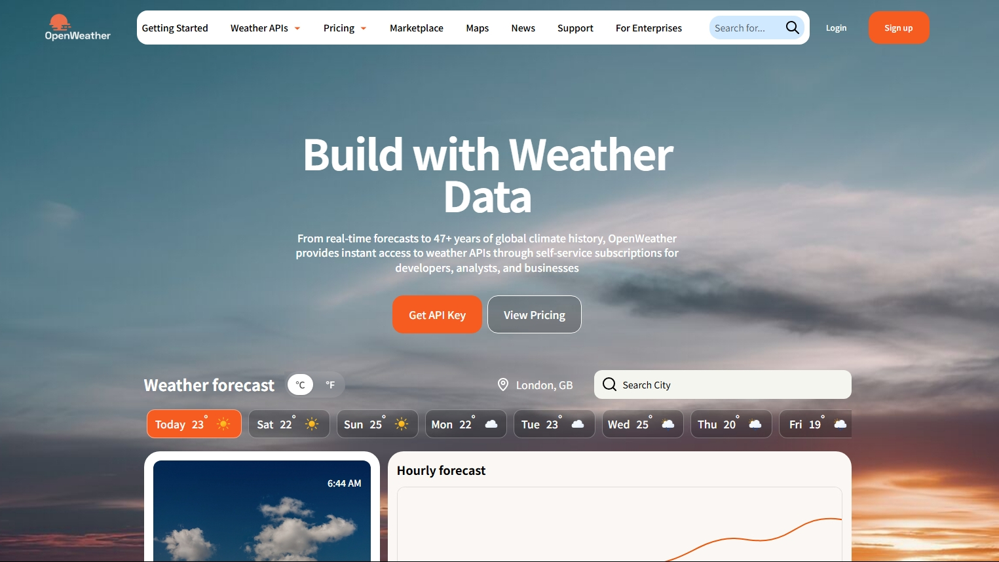 OpenWeather
Getting Started
Weather APIs
Pricing
Marketplace
Maps
News
Support
For Enterprises
Search for...
Login
Sign up
Build with Weather
Data
From real-time forecasts to 47+ years of global climate history, OpenWeather
provides instant access to weather APIs through self-service subscriptions for
developers, analysts, and businesses
Get API Key
View Pricing
Weather forecast
°C
°F
London, GB
Search City
Today 23°
Sat 22°
Sun 25°
Mon 22°
Tue 23°
Wed 25°
Thu 20°
Fri 19°
6:44 AM
Hourly forecast